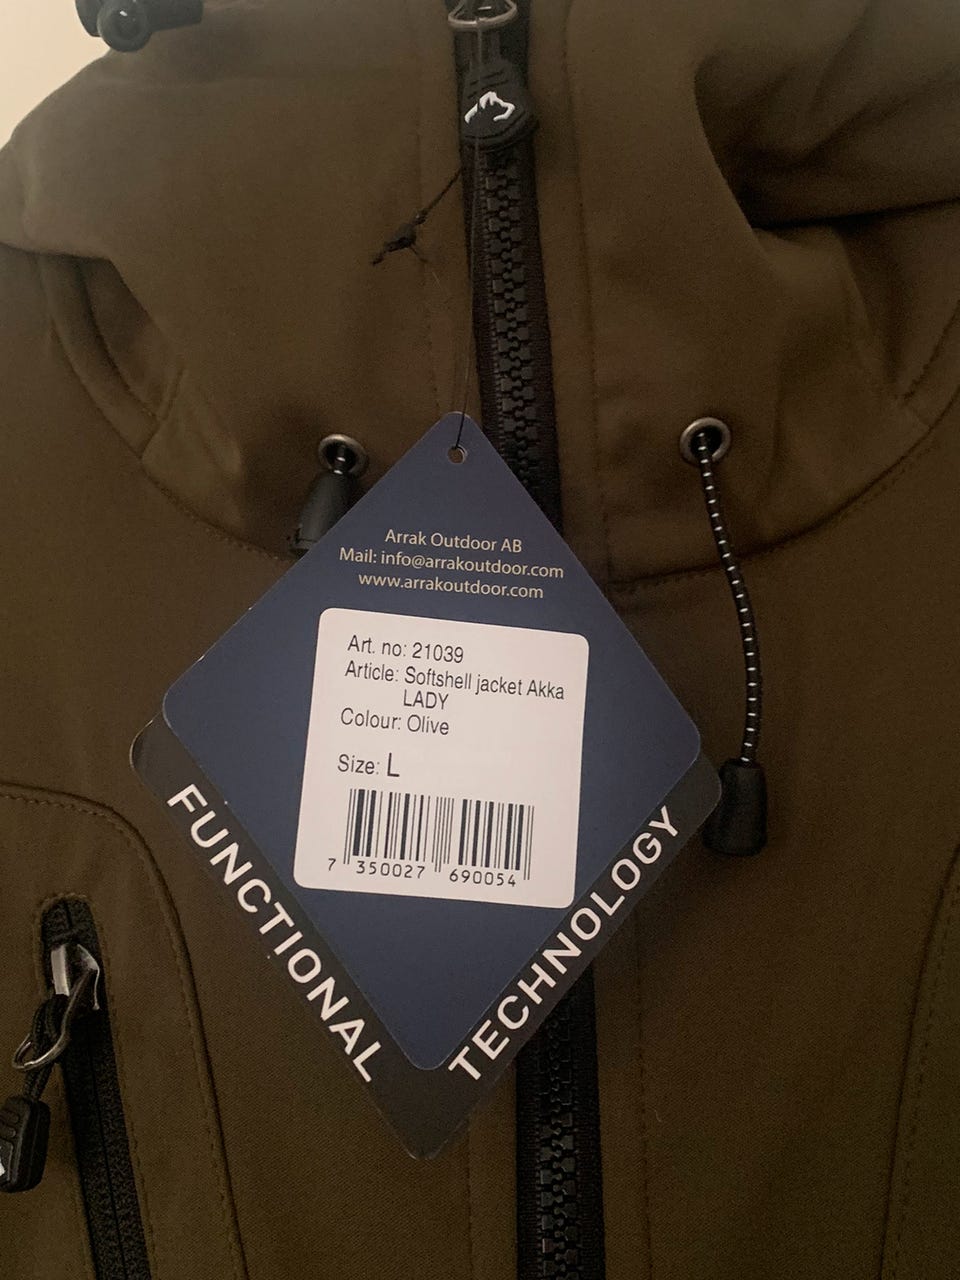 Arrak Outdoor AB
Mail: info@arrakoutdoor.com
www.arrakoutdoor.com
Art. no: 21039
Article: Softshell jacket Akka
LADY
Colour: Olive
Size: L
7 350027 690054
FUNCTIONAL
TECHNOLOGY